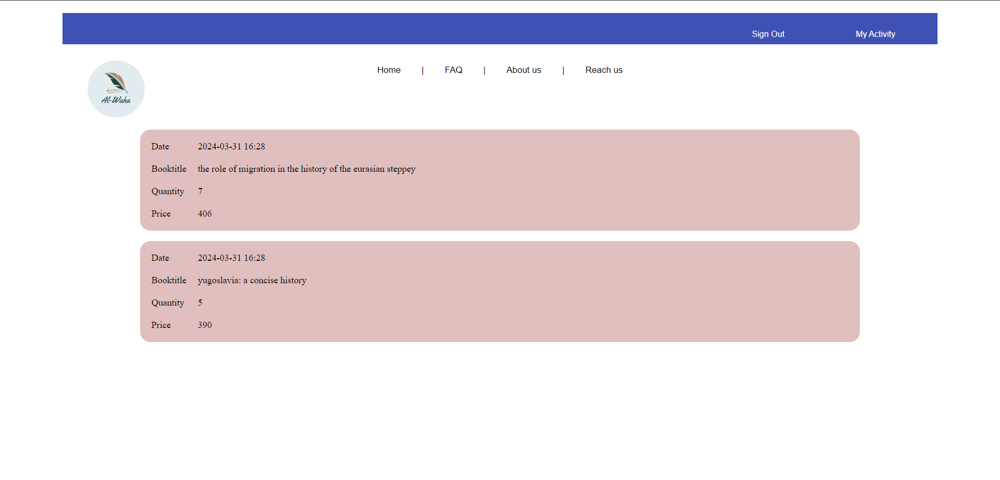 Sign Out My Activity
Home | FAQ | About us | Reach us
Al-Waha
Date 2024-03-31 16:28
Booktitle the role of migration in the history of the eurasian steppey
Quantity 7
Price 406
Date 2024-03-31 16:28
Booktitle yugoslavia: a concise history
Quantity 5
Price 390